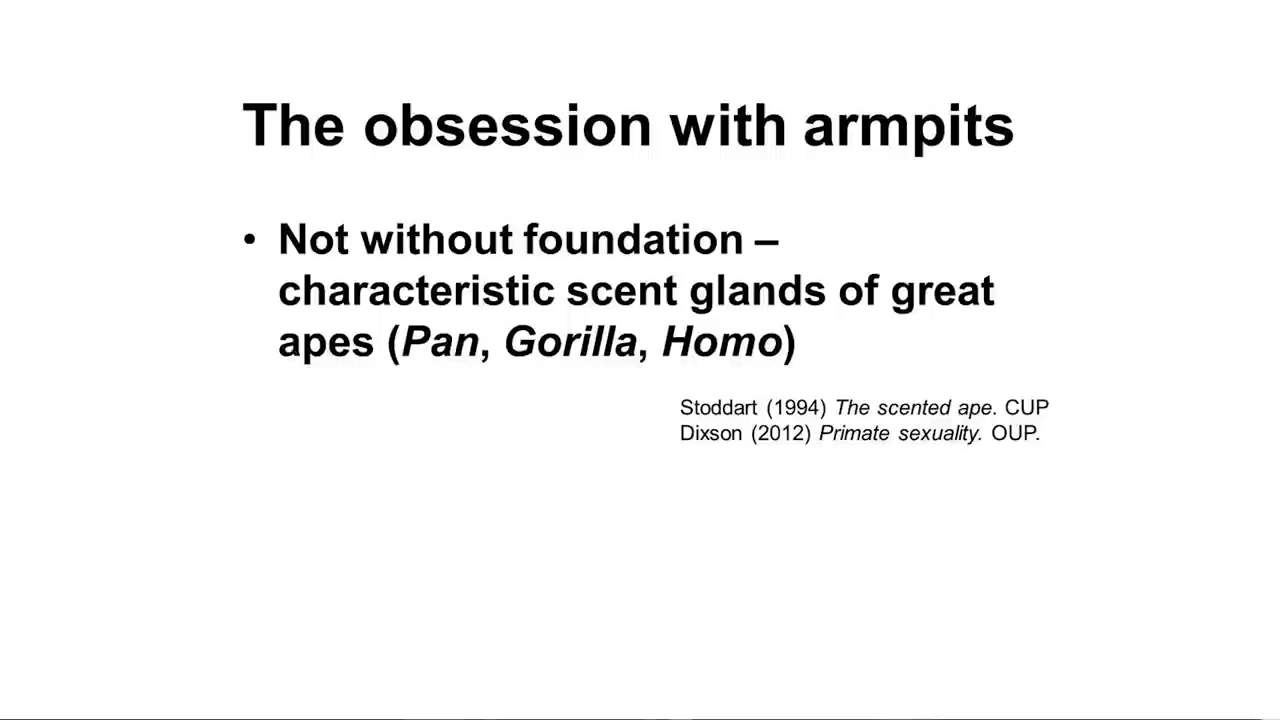 The obsession with armpits
• Not without foundation –
characteristic scent glands of great
apes (Pan, Gorilla, Homo)
Stoddart (1994) The scented ape. CUP
Dixson (2012) Primate sexuality. OUP.